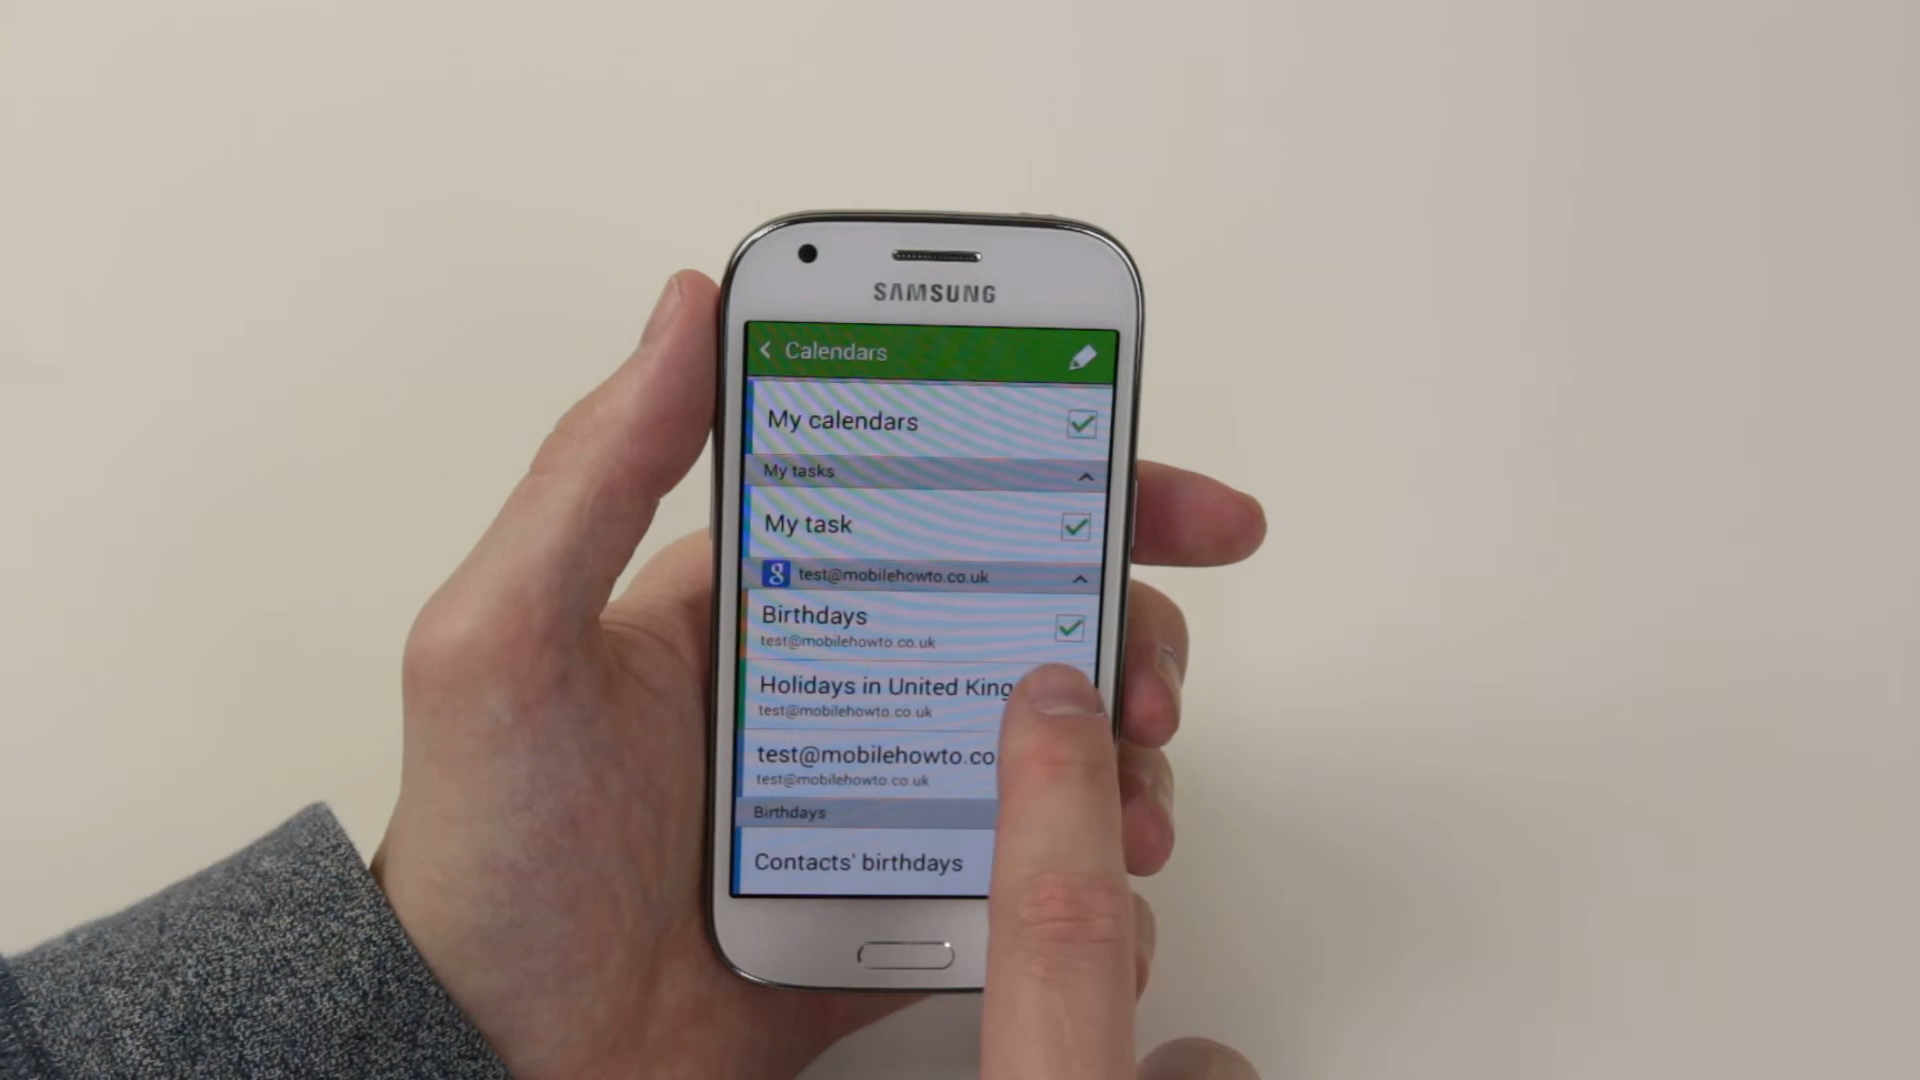 SAMSUNG
Calendars
My calendars
My tasks
My task
g test@mobilehowto.co.uk
Birthdays
test@mobilehowto.co.uk
Holidays in United King
test@mobilehowto.co.uk
test@mobilehowto.co
test@mobilehowto.co.uk
Birthdays
Contacts' birthdays